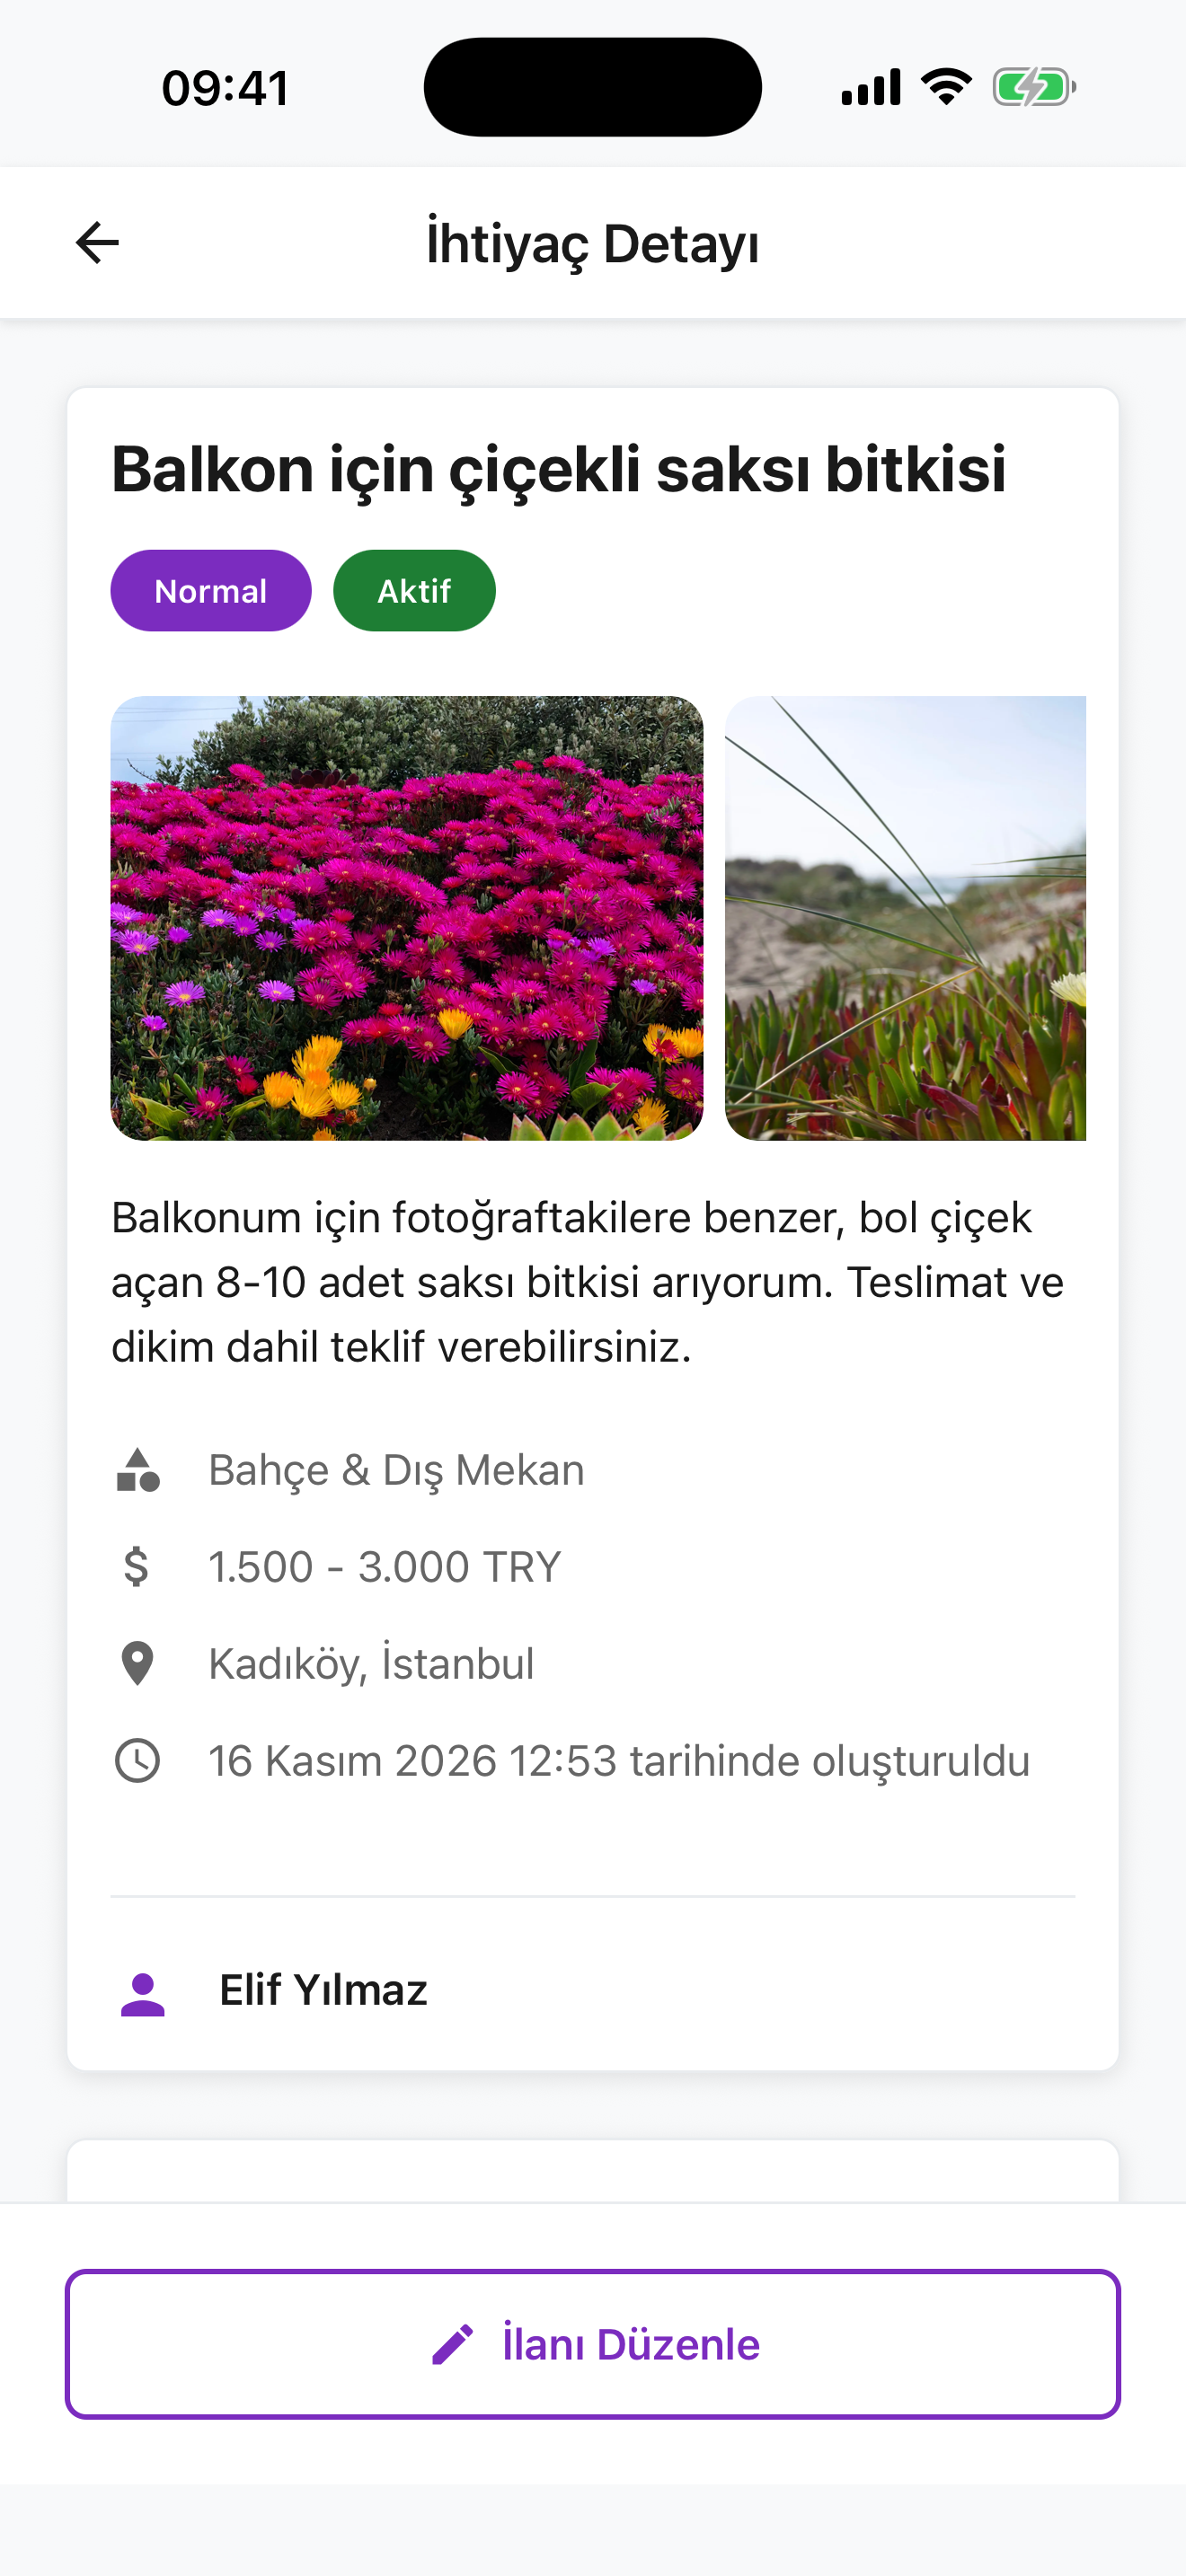 09:41
İhtiyaç Detayı
Balkon için çiçekli saksı bitkisi
Normal
Aktif
Balkonum için fotoğraftakilere benzer, bol çiçek
açan 8-10 adet saksı bitkisi arıyorum. Teslimat ve
dikim dahil teklif verebilirsiniz.
Bahçe & Dış Mekan
1.500 - 3.000 TRY
Kadıköy, İstanbul
16 Kasım 2026 12:53 tarihinde oluşturuldu
Elif Yılmaz
İlanı Düzenle